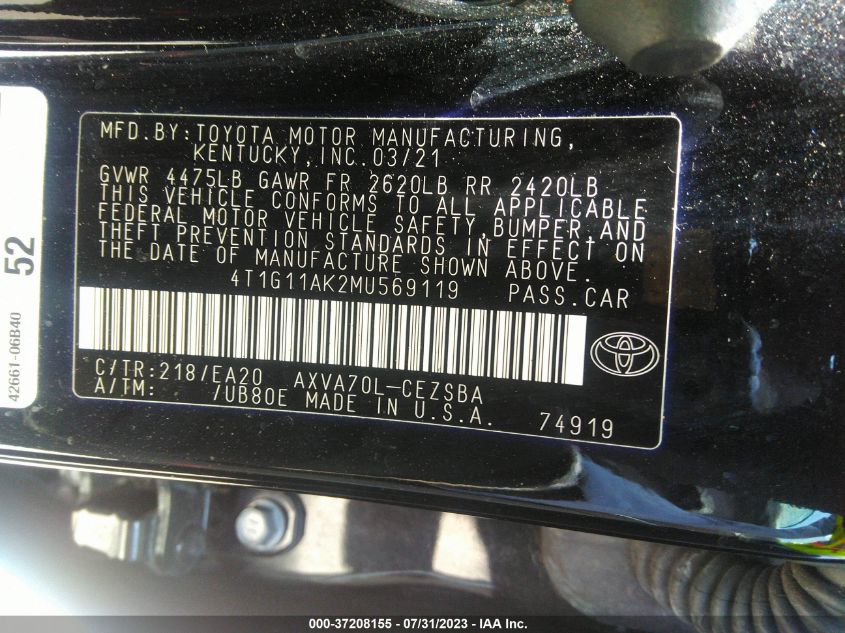 MFD.BY:TOYOTA MOTOR MANUFACTURING,
KENTUCKY,INC.03/21
GVWR 4475LB GAWR FR 2620LB RR 2420LB
THIS VEHICLE CONFORMS TO ALL APPLICABLE
FEDERAL MOTOR VEHICLE SAFETY,BUMPER,AND
THEFT PREVENTION STANDARDS IN EFFECT ON
THE DATE OF MANUFACTURE SHOWN ABOVE.
4T1G11AK2MU569119 PASS.CAR
C/TR:218/EA20 AXVA70L-CEZSBA
A/TM: /UB80E MADE IN U.S.A. 74919
52
42661-06B40
000-37208155 - 07/31/2023 - IAA Inc.